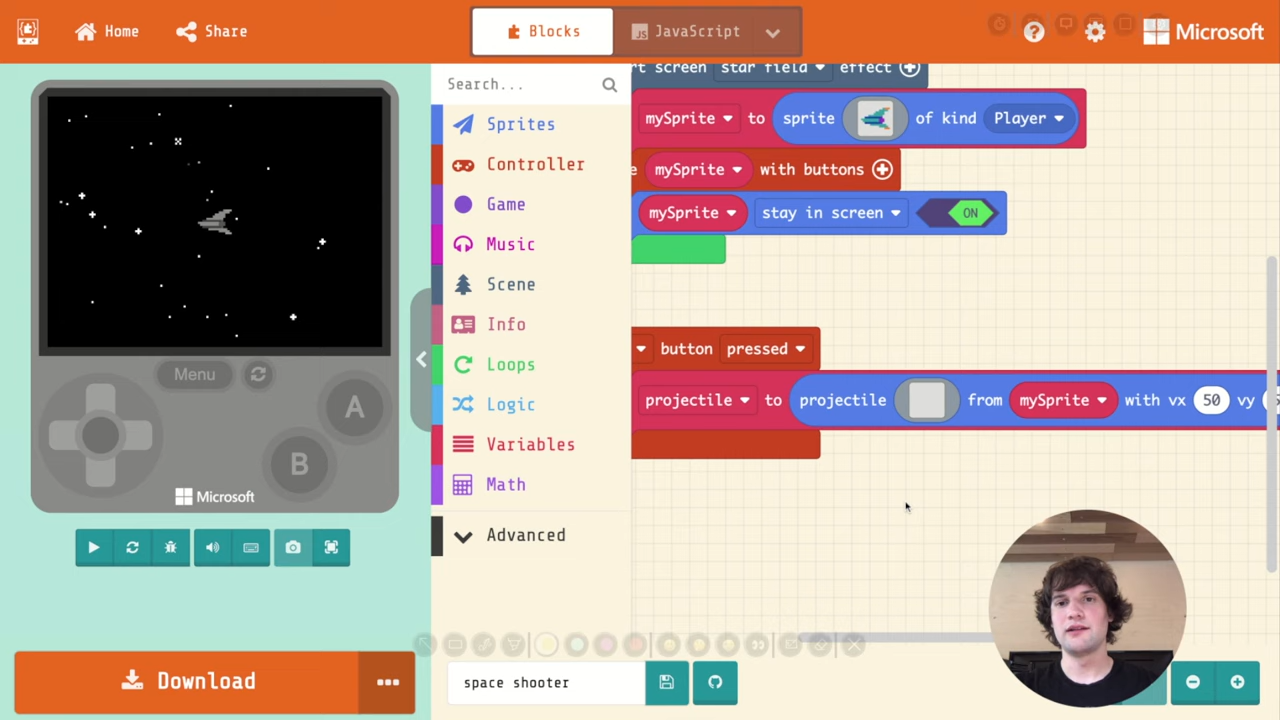 Home
Share
Blocks
JavaScript
Microsoft
Search...
Sprites
Controller
Game
Music
Scene
Info
Loops
Logic
Variables
Math
Advanced
rt screen star field effect
mySprite to sprite of kind Player
mySprite with buttons
mySprite stay in screen ON
button pressed
projectile to projectile from mySprite with vx 50 vy
Menu
A
B
Microsoft
Download
space shooter